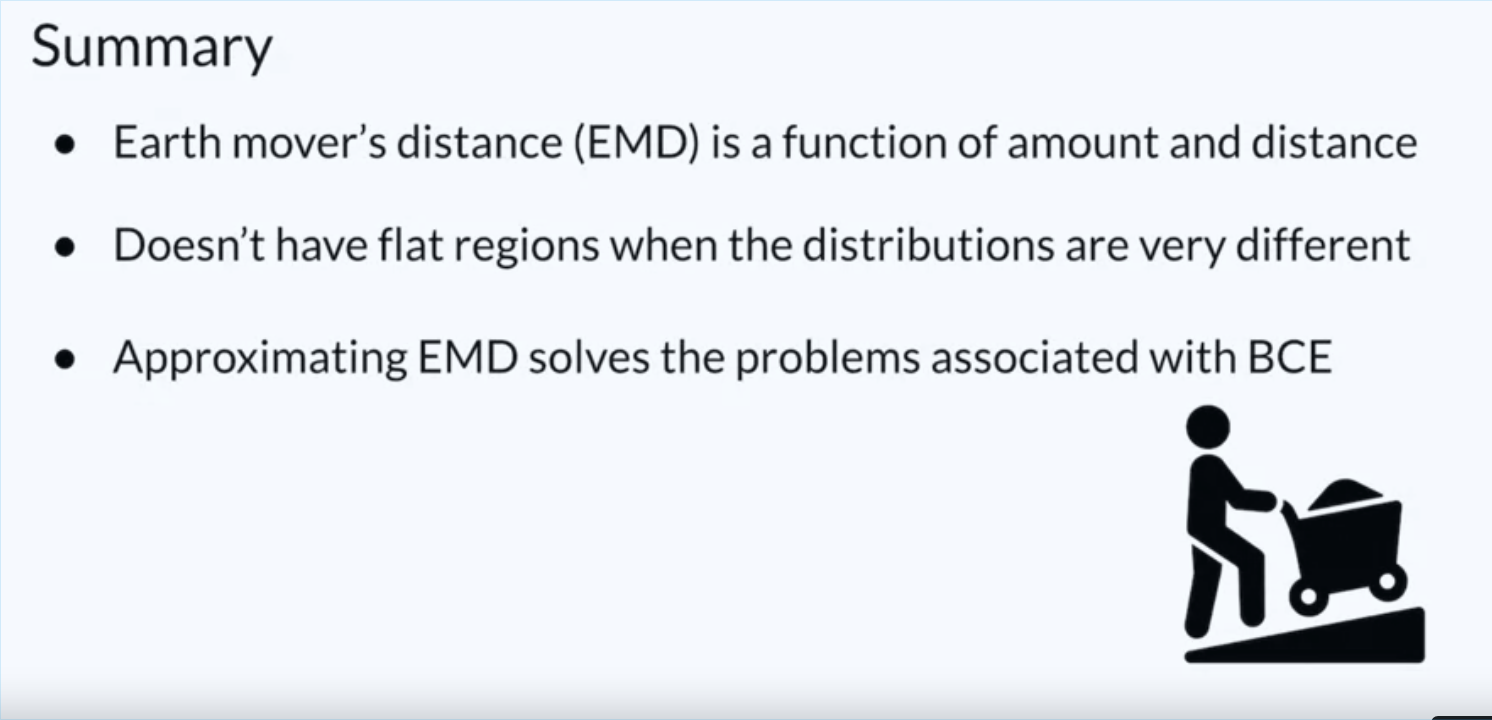 Summary
● Earth mover’s distance (EMD) is a function of amount and distance
● Doesn’t have flat regions when the distributions are very different
● Approximating EMD solves the problems associated with BCE